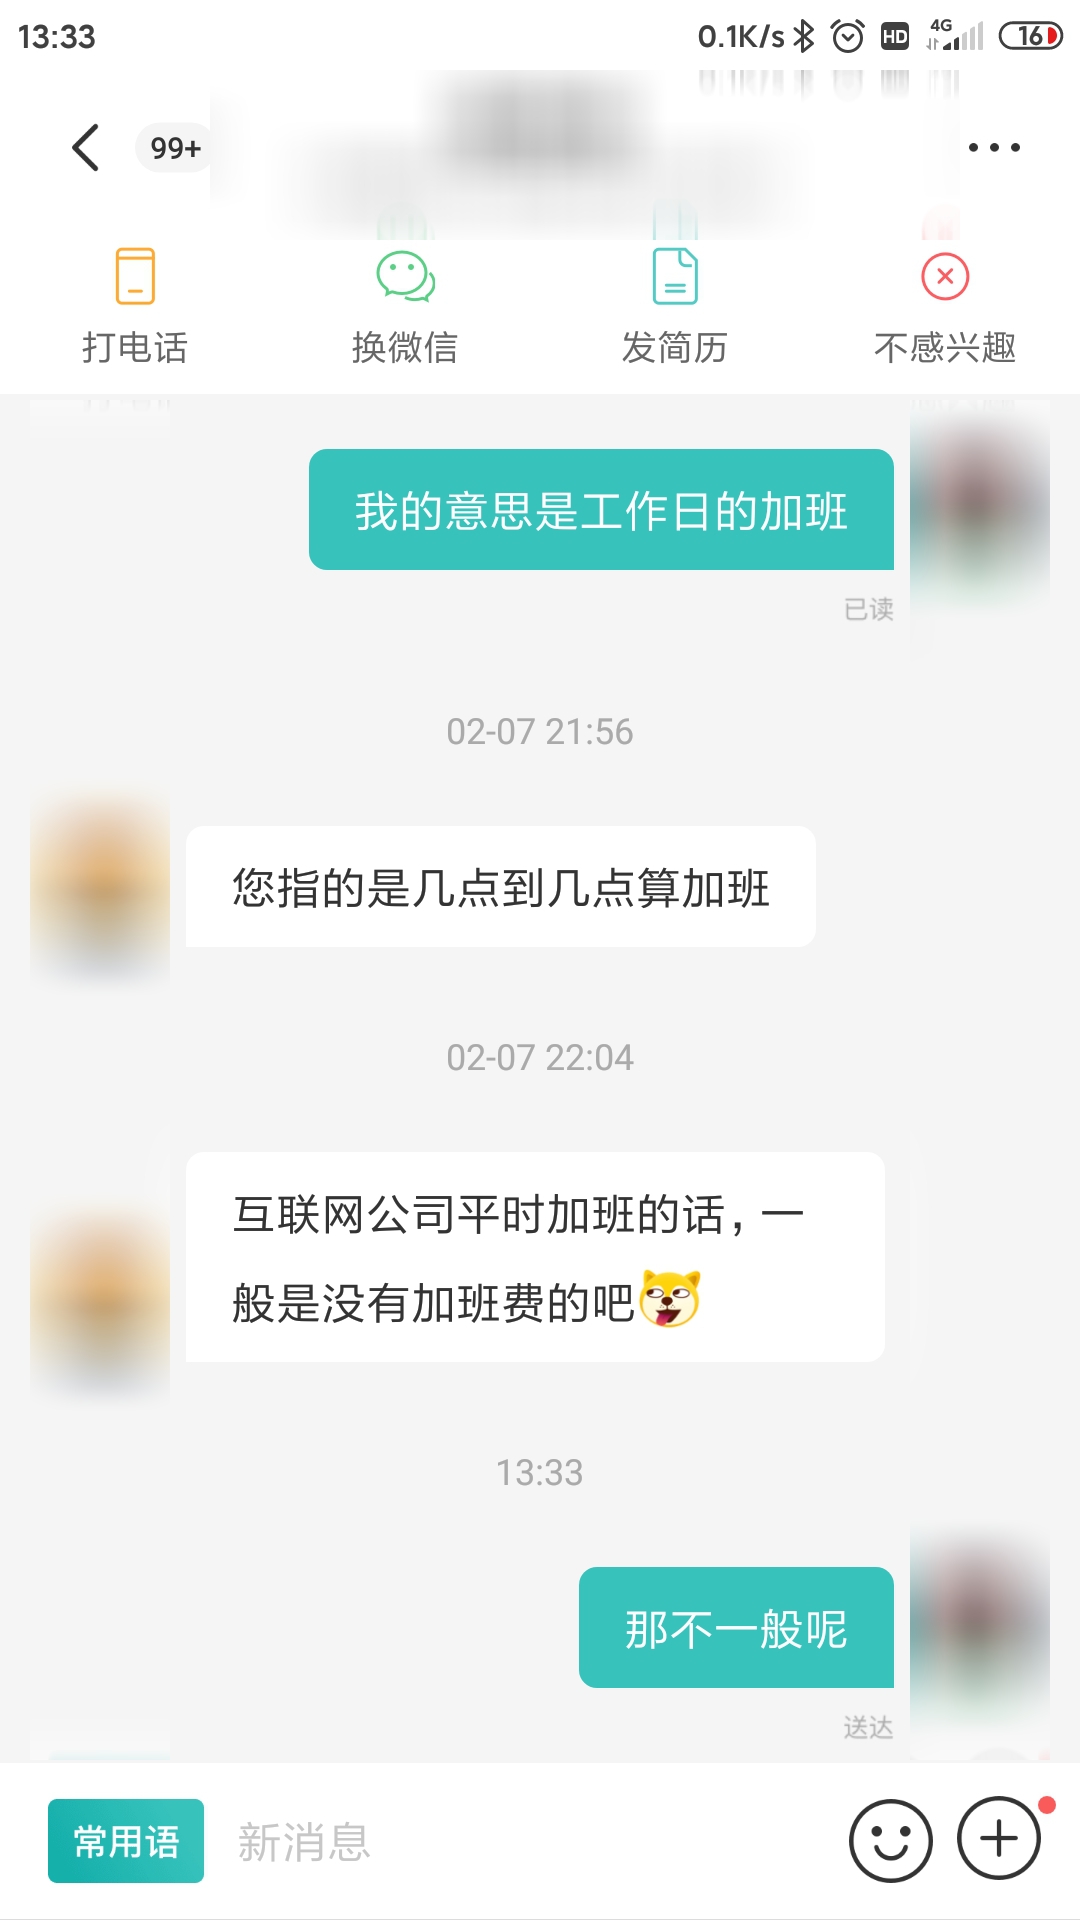 13:33
0.1K/s
HD
4G
16
99+
打电话
换微信
发简历
不感兴趣
我的意思是工作日的加班
已读
02-07 21:56
您指的是几点到几点算加班
02-07 22:04
互联网公司平时加班的话，一
般是没有加班费的吧
13:33
那不一般呢
送达
常用语
新消息